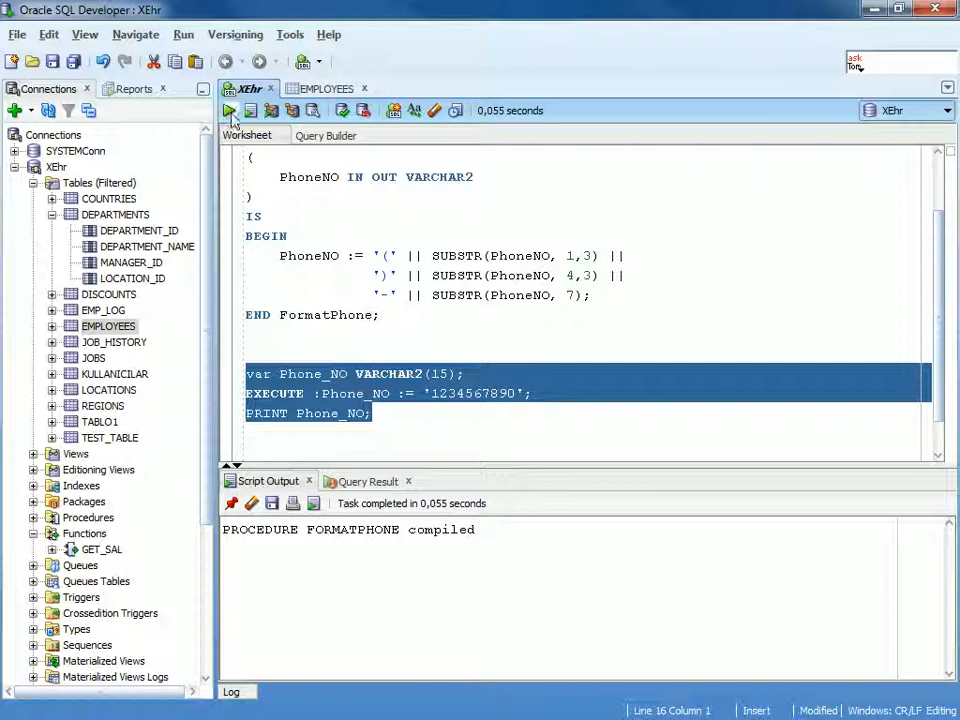 Oracle SQL Developer : XEhr
File Edit View Navigate Run Versioning Tools Help
ask
Tom
Connections Reports
XEhr EMPLOYEES
0,055 seconds
XEhr
Worksheet Query Builder
Connections
SYSTEMConn
XEhr
Tables (Filtered)
COUNTRIES
DEPARTMENTS
DEPARTMENT_ID
DEPARTMENT_NAME
MANAGER_ID
LOCATION_ID
DISCOUNTS
EMP_LOG
EMPLOYEES
JOB_HISTORY
JOBS
KULLANICILAR
LOCATIONS
REGIONS
TABLO1
TEST_TABLE
Views
Editioning Views
Indexes
Packages
Procedures
Functions
GET_SAL
Queues
Queues Tables
Triggers
Crossedition Triggers
Types
Sequences
Materialized Views
Materialized Views Logs
(
PhoneNO IN OUT VARCHAR2
)
IS
BEGIN
PhoneNO := '(' || SUBSTR(PhoneNO, 1,3) ||
')' || SUBSTR(PhoneNO, 4,3) ||
'-' || SUBSTR(PhoneNO, 7);
END FormatPhone;
var Phone_NO VARCHAR2(15);
EXECUTE :Phone_NO := '1234567890';
PRINT Phone_NO;
Script Output Query Result
Task completed in 0,055 seconds
PROCEDURE FORMATPHONE compiled
Log
Line 16 Column 1 Insert Modified Windows: CR/LF Editing